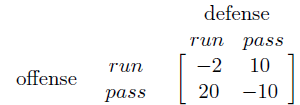 defense
run pass
run −2 10
offense
pass 20 −10